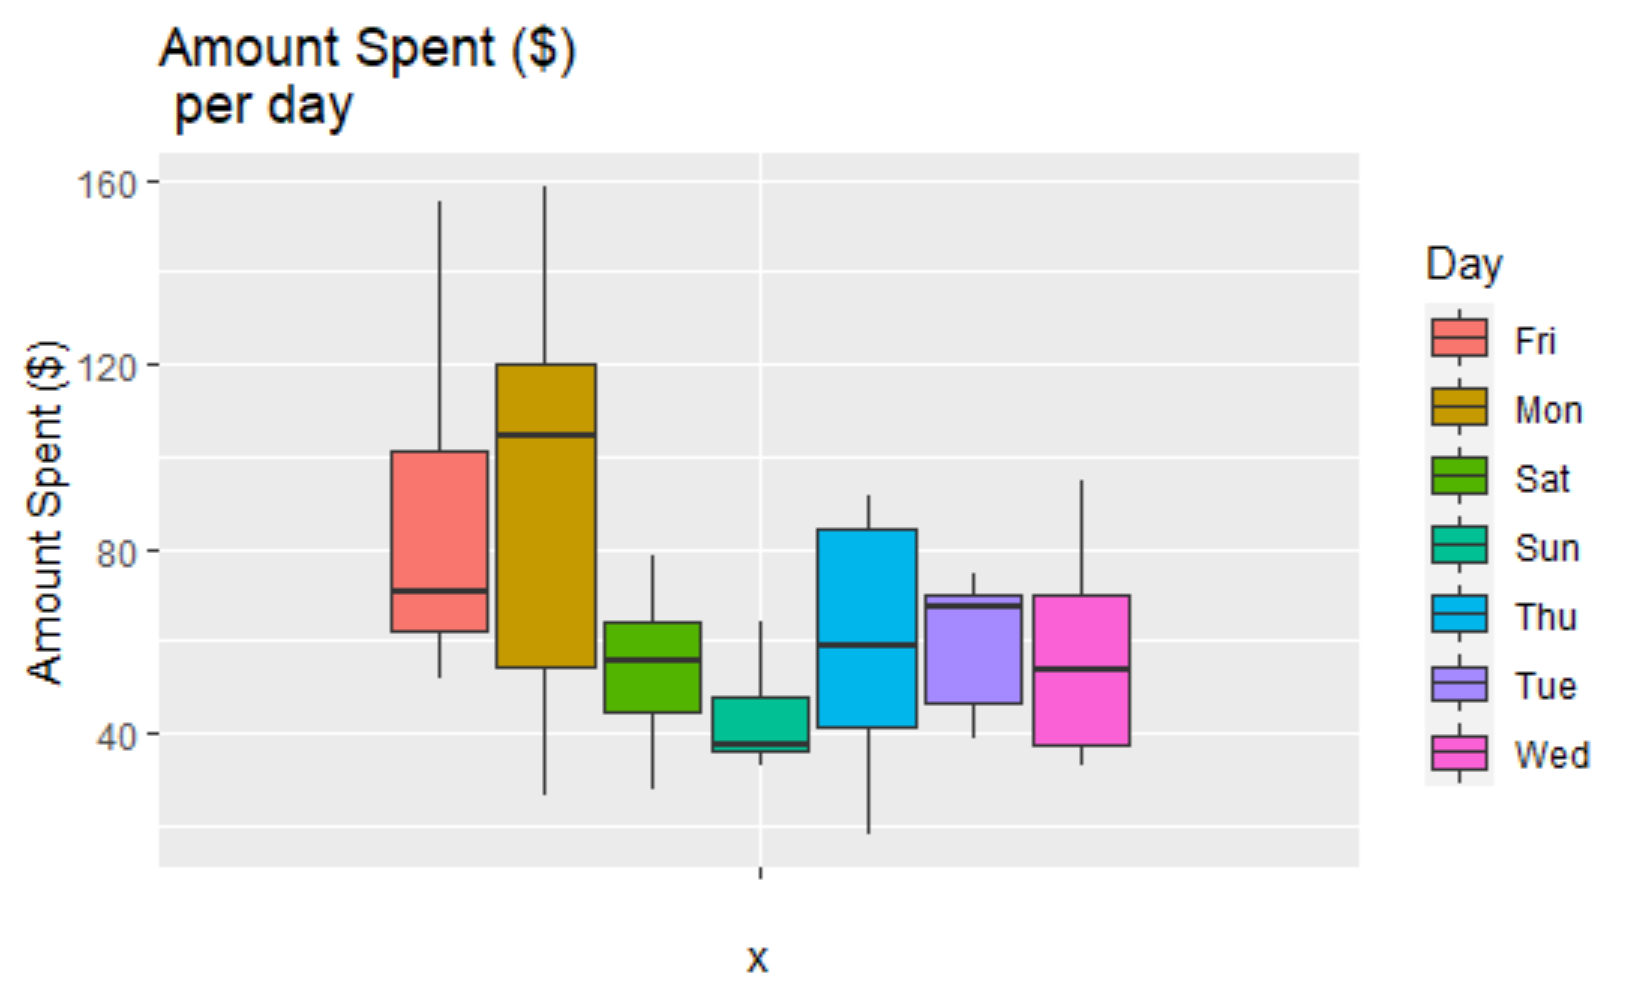 Amount Spent ($)
per day
Amount Spent ($)
160
120
80
40
x
Day
Fri
Mon
Sat
Sun
Thu
Tue
Wed